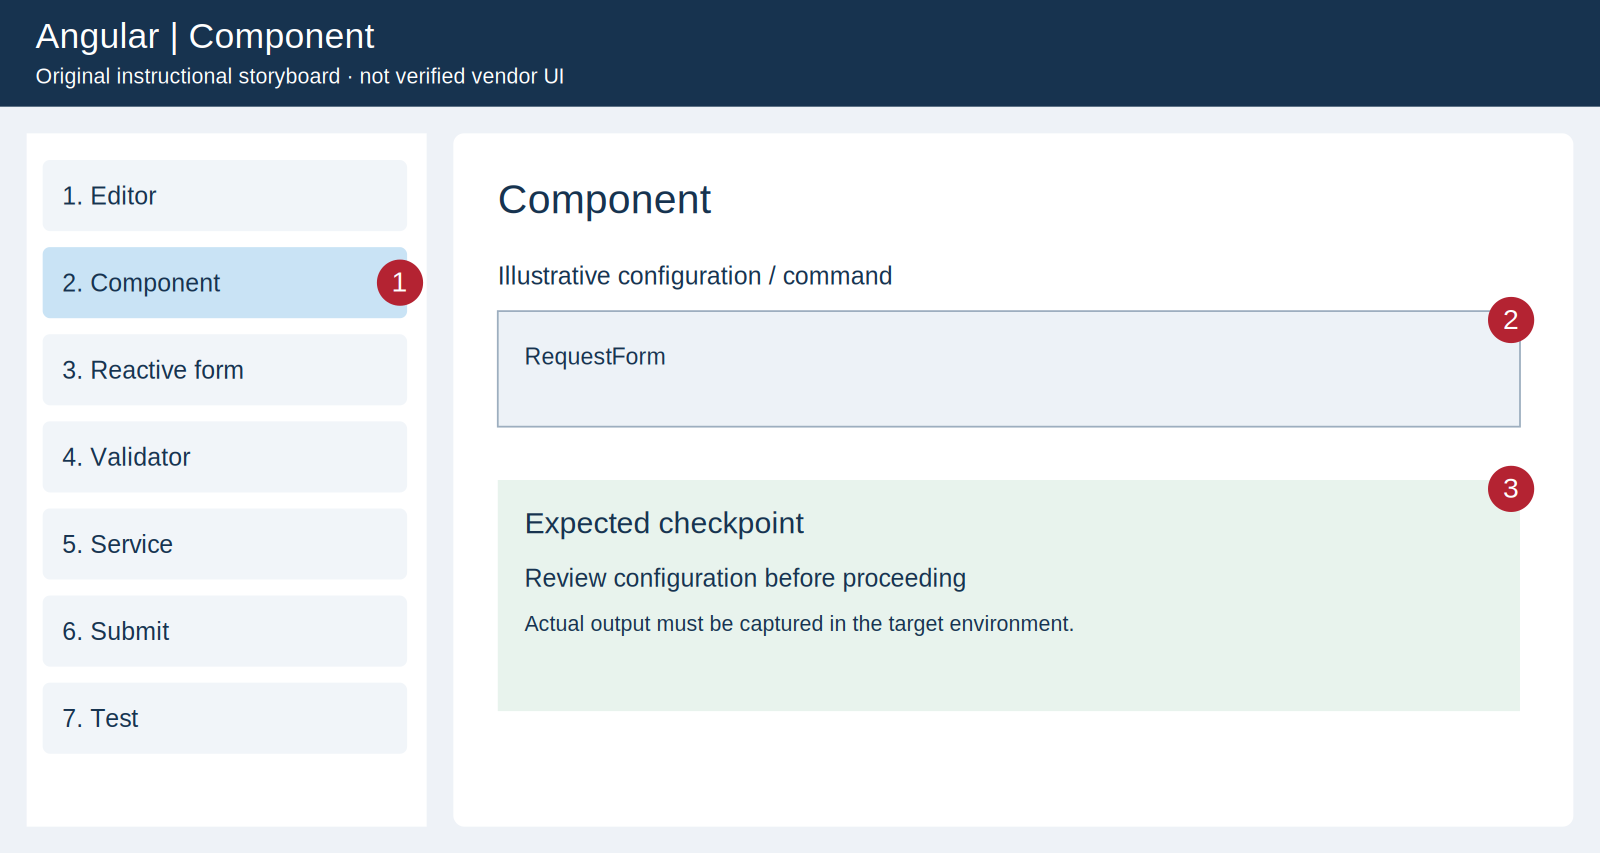 Angular | Component
Original instructional storyboard · not verified vendor UI
1. Editor
2. Component
1
3. Reactive form
4. Validator
5. Service
6. Submit
7. Test
Component
Illustrative configuration / command
2
RequestForm
3
Expected checkpoint
Review configuration before proceeding
Actual output must be captured in the target environment.